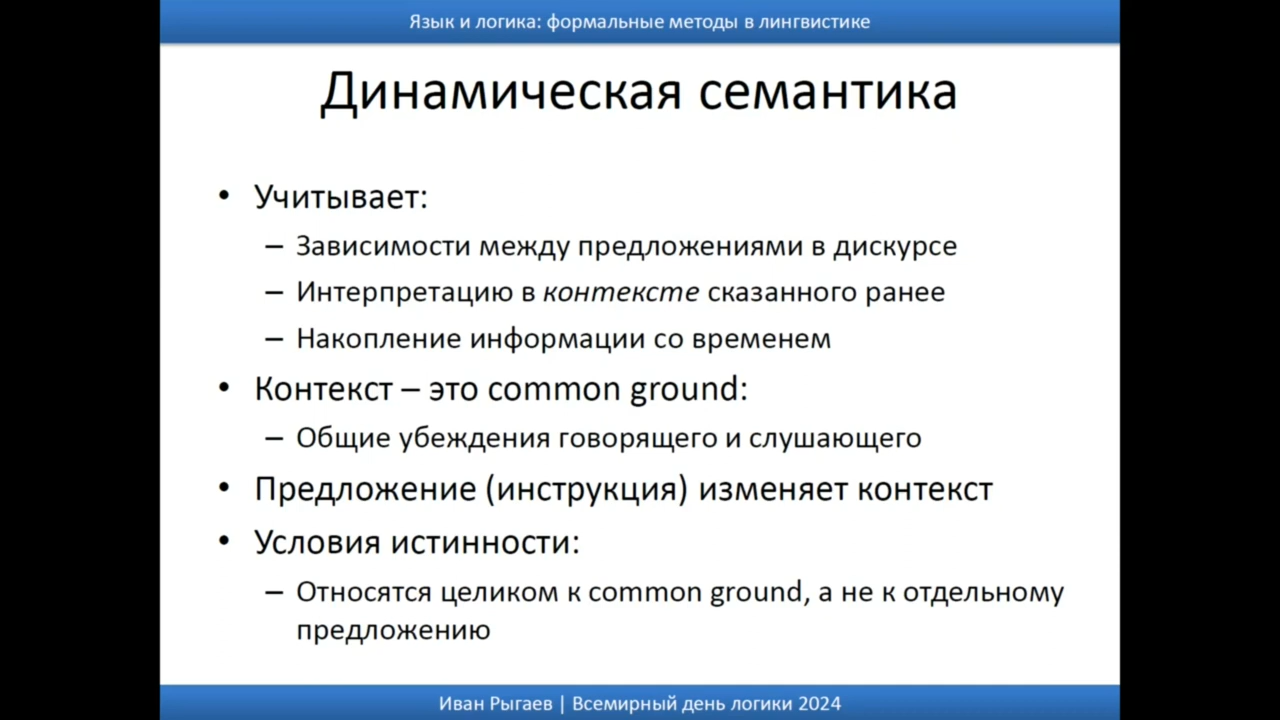 Язык и логика: формальные методы в лингвистике
Динамическая семантика
• Учитывает:
– Зависимости между предложениями в дискурсе
– Интерпретацию в контексте сказанного ранее
– Накопление информации со временем
• Контекст – это common ground:
– Общие убеждения говорящего и слушающего
• Предложение (инструкция) изменяет контекст
• Условия истинности:
– Относятся целиком к common ground, а не к отдельному
предложению
Иван Рыгаев | Всемирный день логики 2024